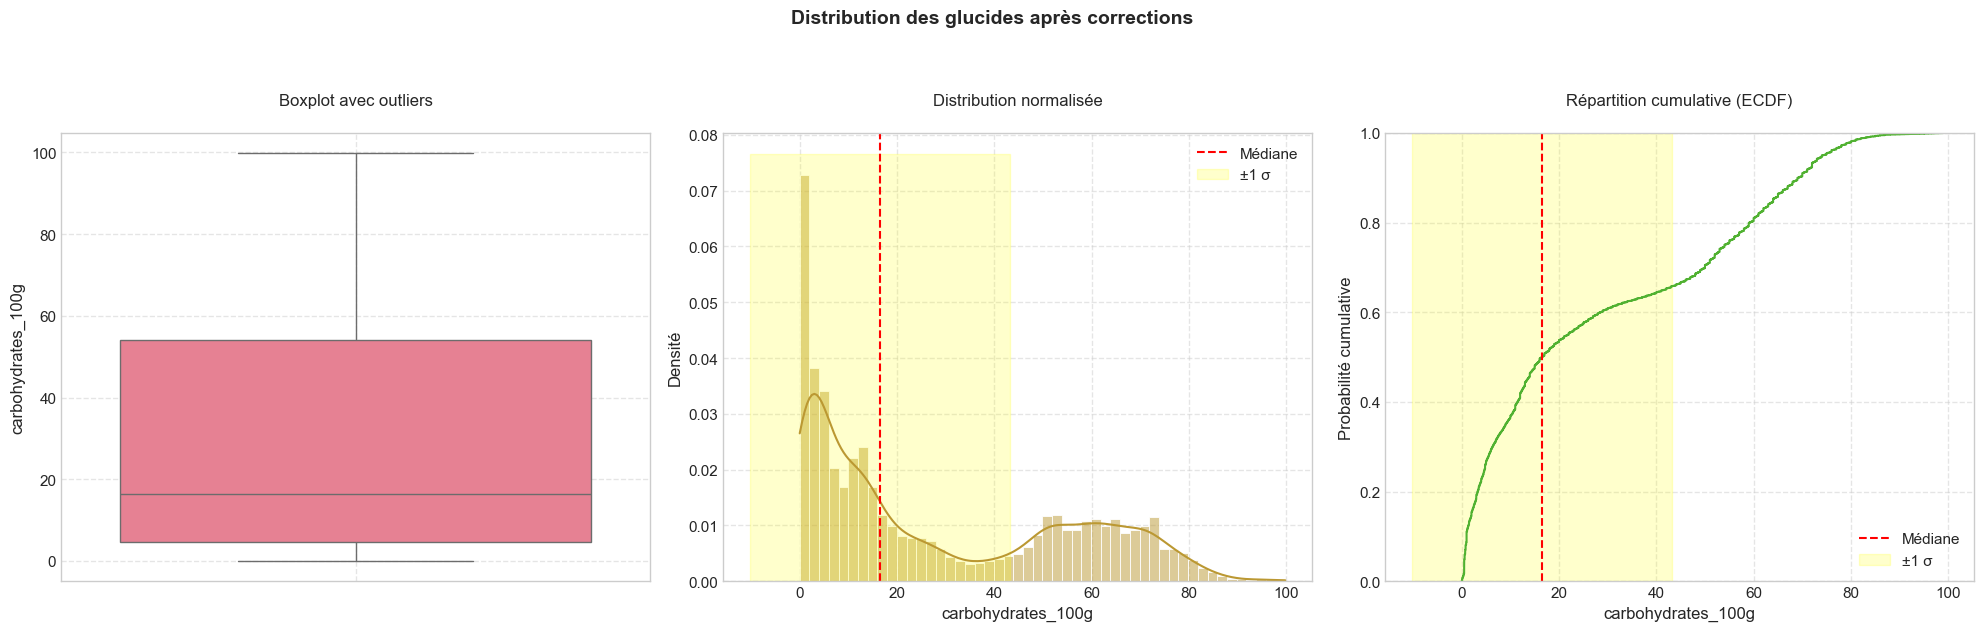 Distribution des glucides après corrections
Boxplot avec outliers
carbohydrates_100g
100
80
60
40
20
0
Distribution normalisée
Densité
0.08
0.07
0.06
0.05
0.04
0.03
0.02
0.01
0.00
0 20 40 60 80 100
carbohydrates_100g
Médiane
±1 σ
Répartition cumulative (ECDF)
Probabilité cumulative
1.0
0.8
0.6
0.4
0.2
0.0
0 20 40 60 80 100
carbohydrates_100g
Médiane
±1 σ